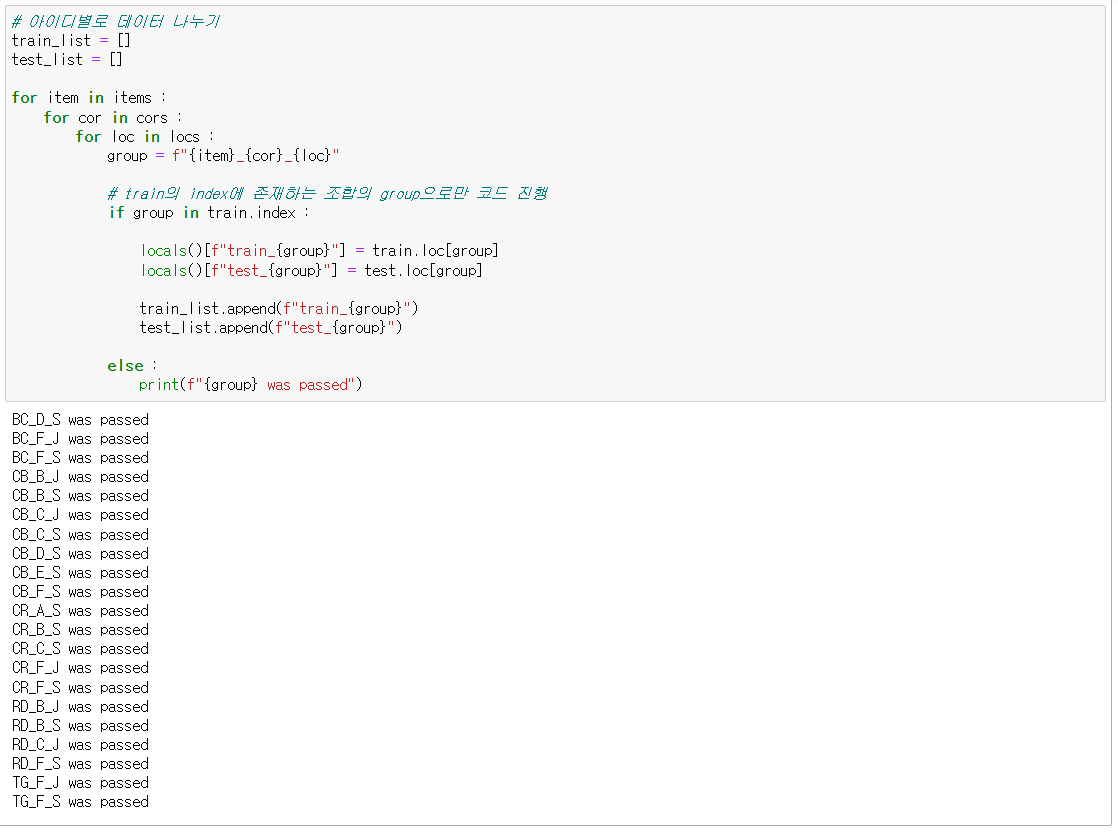 # 아이디별로 데이터 나누기
train_list = []
test_list = []
for item in items :
for cor in cors :
for loc in locs :
group = f"{item}_{cor}_{loc}"
# train의 index에 존재하는 조합의 group으로만 코드 진행
if group in train.index :
locals()[f"train_{group}"] = train.loc[group]
locals()[f"test_{group}"] = test.loc[group]
train_list.append(f"train_{group}")
test_list.append(f"test_{group}")
else :
print(f"{group} was passed")
BC_D_S was passed
BC_F_J was passed
BC_F_S was passed
CB_B_J was passed
CB_B_S was passed
CB_C_J was passed
CB_C_S was passed
CB_D_S was passed
CB_E_S was passed
CB_F_S was passed
CR_A_S was passed
CR_B_S was passed
CR_C_S was passed
CR_F_J was passed
CR_F_S was passed
RD_B_J was passed
RD_B_S was passed
RD_C_J was passed
RD_F_S was passed
TG_F_J was passed
TG_F_S was passed